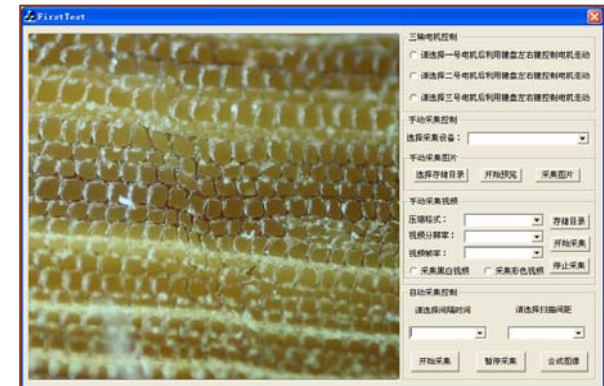 FirstTest
三轴电机控制
请选择一号电机后利用键盘左右键控制电机走动
请选择二号电机后利用键盘左右键控制电机走动
请选择三号电机后利用键盘左右键控制电机走动
手动采集控制
选择采集设备：
手动采集图片
选择存储目录 开始预览 采集图片
手动采集视频
压缩格式： 存储目录
视频分辨率：
开始采集
视频帧率：
采集黑白视频 采集彩色视频 停止采集
自动采集控制
请选择间隔时间 请选择扫描间距
开始采集 暂停采集 合成图像